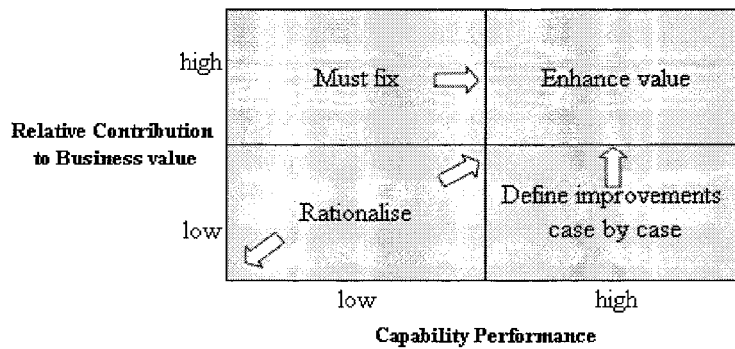 high
Must fix
Enhance value
Relative Contribution
to Business value
Rationalise
Define improvements
case by case
low
low
high
Capability Performance